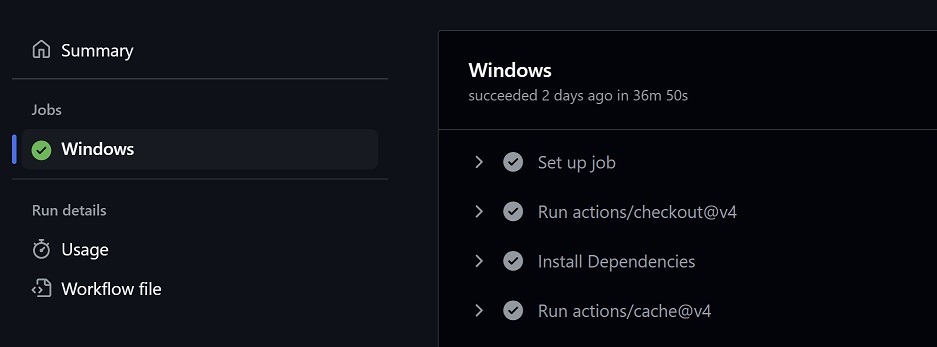 Summary
Jobs
Windows
Run details
Usage
Workflow file
Windows
succeeded 2 days ago in 36m 50s
Set up job
Run actions/checkout@v4
Install Dependencies
Run actions/cache@v4